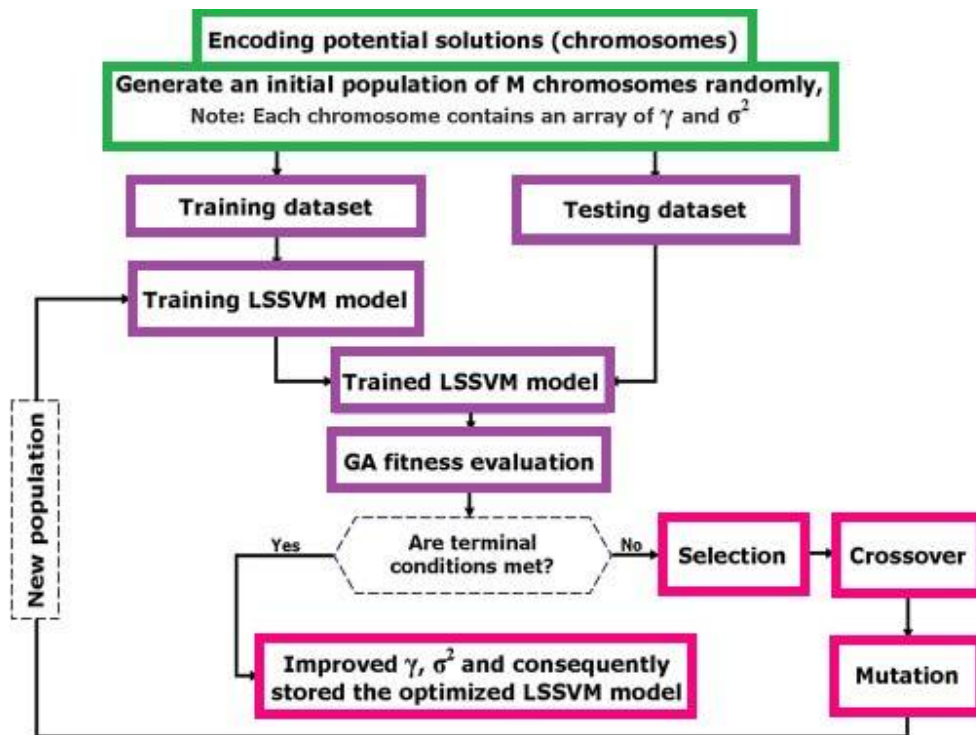 Encoding potential solutions (chromosomes)
Generate an initial population of M chromosomes randomly,
Note: Each chromosome contains an array of γ and σ²
Training dataset
Testing dataset
Training LSSVM model
Trained LSSVM model
New population
GA fitness evaluation
Yes
Are terminal
conditions met?
No
Selection
Crossover
Improved γ, σ² and consequently
stored the optimized LSSVM model
Mutation